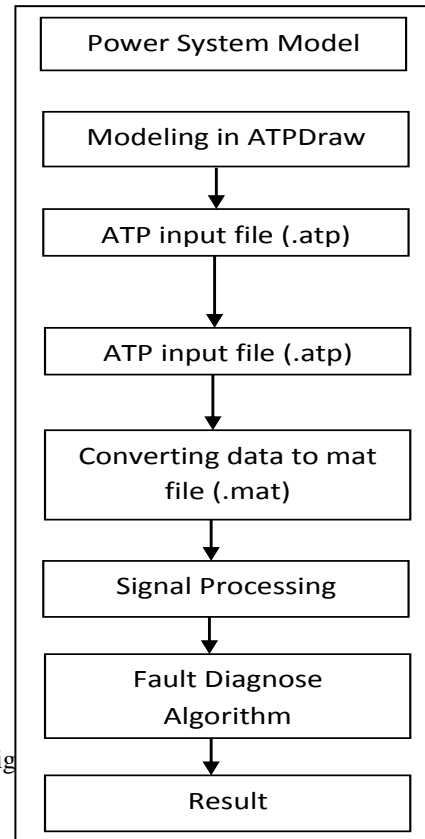 Power System Model
Modeling in ATPDraw
ATP input file (.atp)
ATP input file (.atp)
Converting data to mat
file (.mat)
Signal Processing
Fault Diagnose
Algorithm
ig
Result